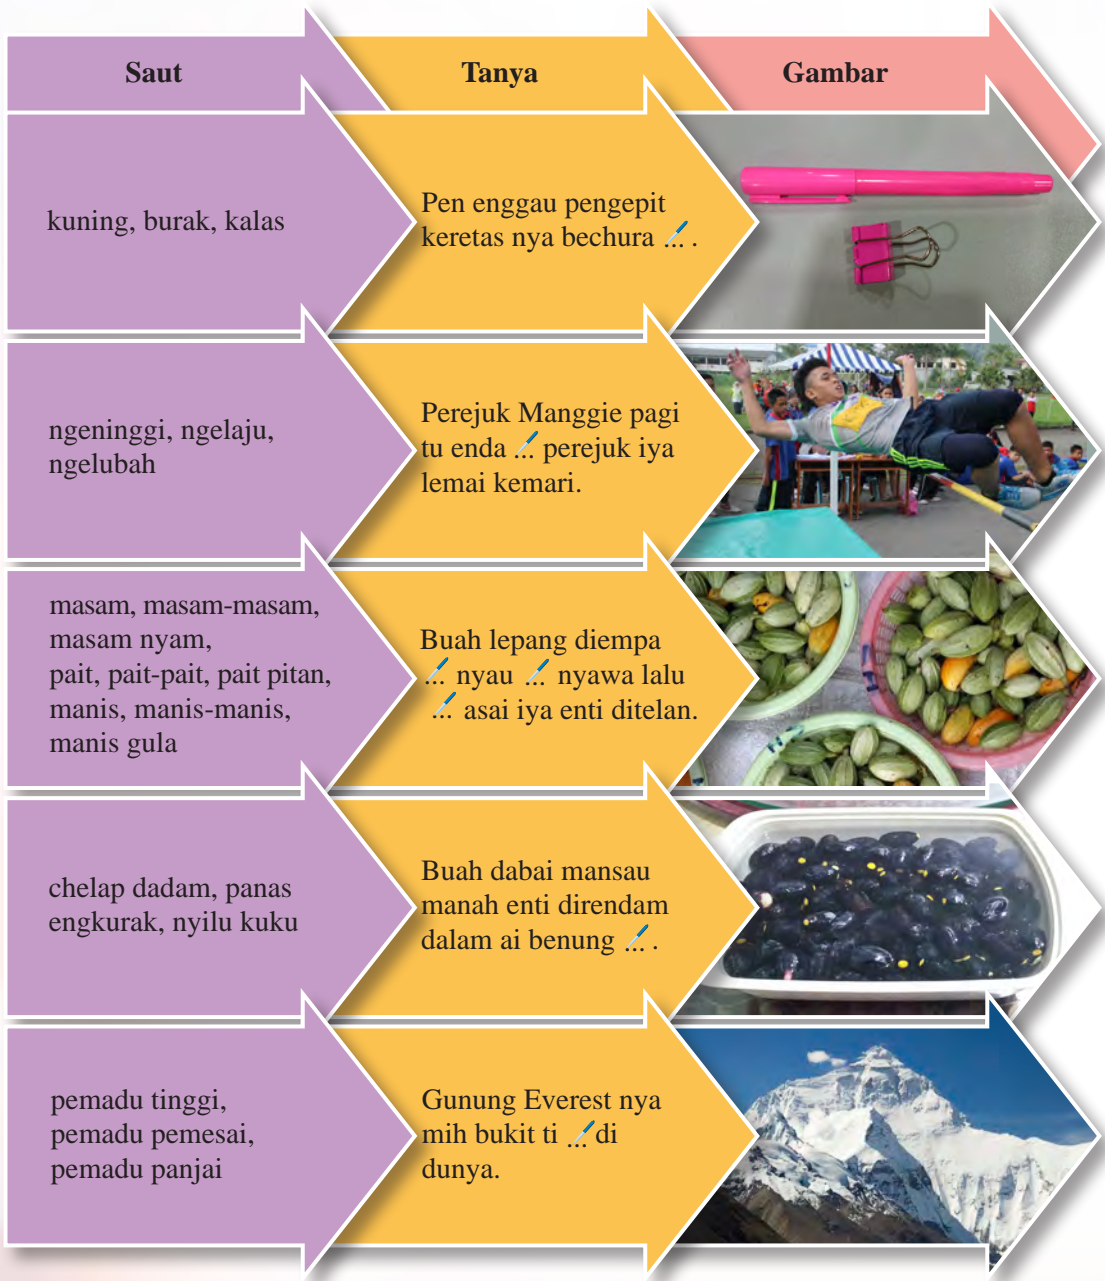 Saut
Tanya
Gambar
kuning, burak, kalas
Pen enggau pengepit
keretas nya bechura ... .
ngeninggi, ngelaju,
ngelubah
Perejuk Manggie pagi
tu enda ... perejuk iya
lemai kemari.
masam, masam-masam,
masam nyam,
pait, pait-pait, pait pitan,
manis, manis-manis,
manis gula
Buah lepang diempa
... nyau ... nyawa lalu
... asai iya enti ditelan.
chelap dadam, panas
engkurak, nyilu kuku
Buah dabai mansau
manah enti direndam
dalam ai benung ... .
pemadu tinggi,
pemadu pemesai,
pemadu panjai
Gunung Everest nya
mih bukit ti ... di
dunya.